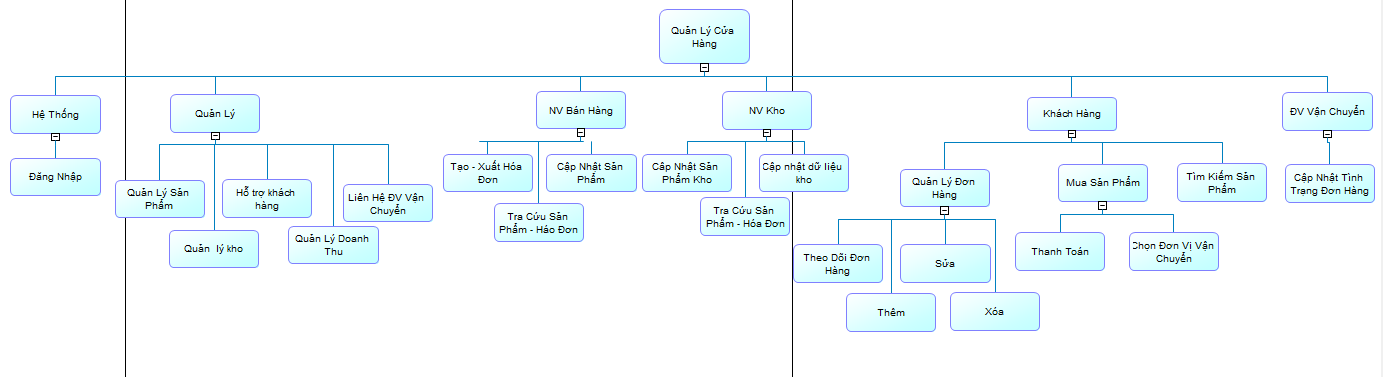 Quản Lý Cửa
Hàng
Hệ Thống
Quản Lý
NV Bán Hàng
NV Kho
Khách Hàng
ĐV Vận Chuyển
Đăng Nhập
Quản Lý Sản
Phẩm
Quản  lý kho
Hỗ trợ khách
hàng
Quản Lý Doanh
Thu
Liên Hệ ĐV Vận
Chuyển
Tạo - Xuất Hóa
Đơn
Tra Cứu Sản
Phẩm - Háo Đơn
Cập Nhật Sản
Phẩm
Cập Nhật Sản
Phẩm Kho
Tra Cứu Sản
Phẩm - Hóa Đơn
Cập nhật dữ liệu
kho
Quản Lý Đơn
Hàng
Mua Sản Phẩm
Tìm Kiếm Sản
Phẩm
Cập Nhật Tình
Trạng Đơn Hàng
Theo Dõi Đơn
Hàng
Thêm
Sửa
Xóa
Thanh Toán
Chọn Đơn Vị Vận
Chuyển